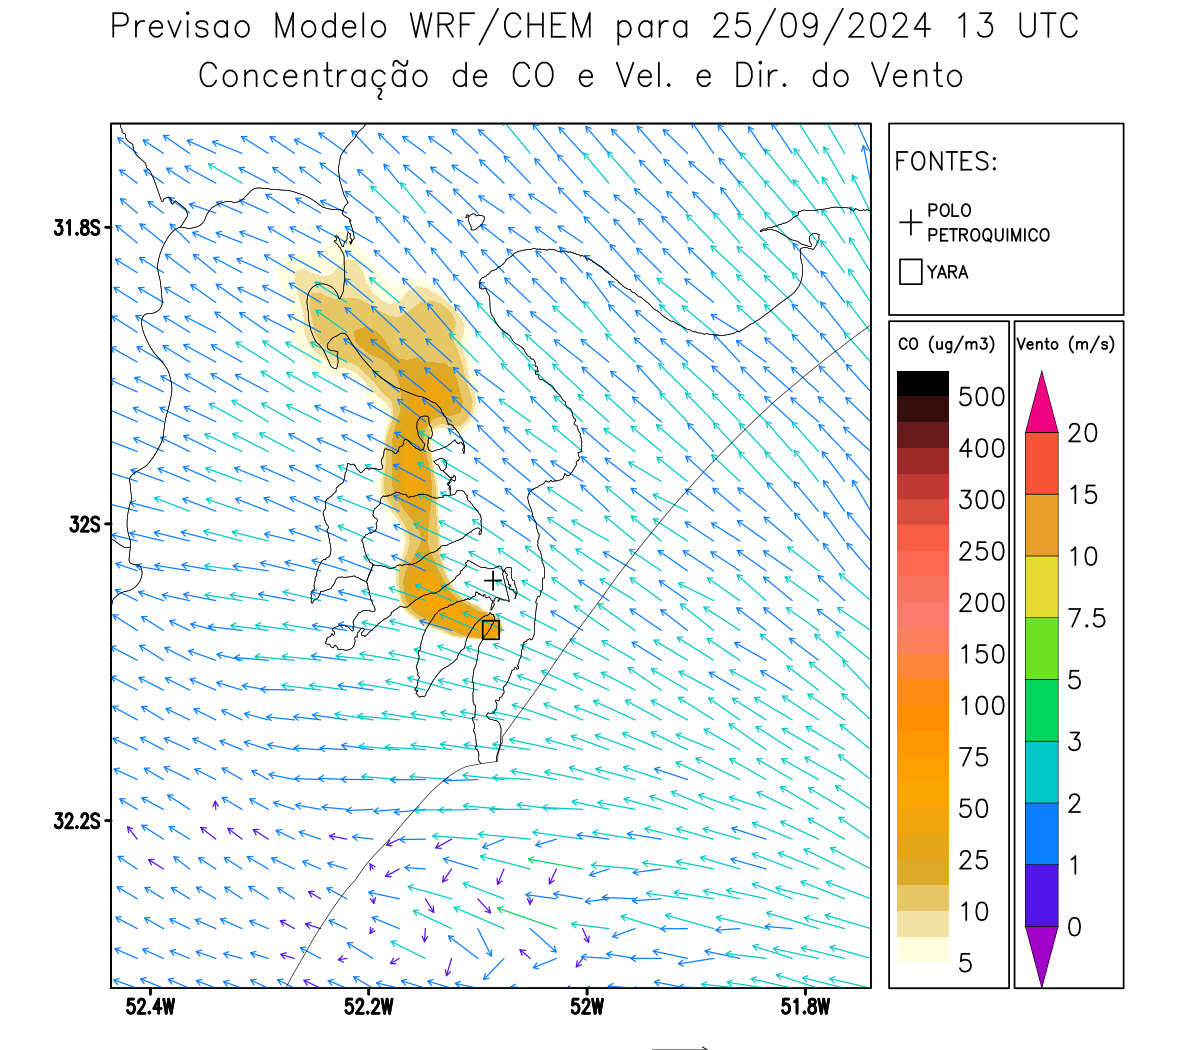 Previsao Modelo WRF/CHEM para 25/09/2024 13 UTC
Concentração de CO e Vel. e Dir. do Vento
FONTES:
POLO
PETROQUIMICO
YARA
CO (ug/m3)
500
400
300
250
200
150
100
75
50
25
10
5
Vento (m/s)
20
15
10
7.5
5
3
2
1
0
31.8S
32S
32.2S
52.4W
52.2W
52W
51.8W